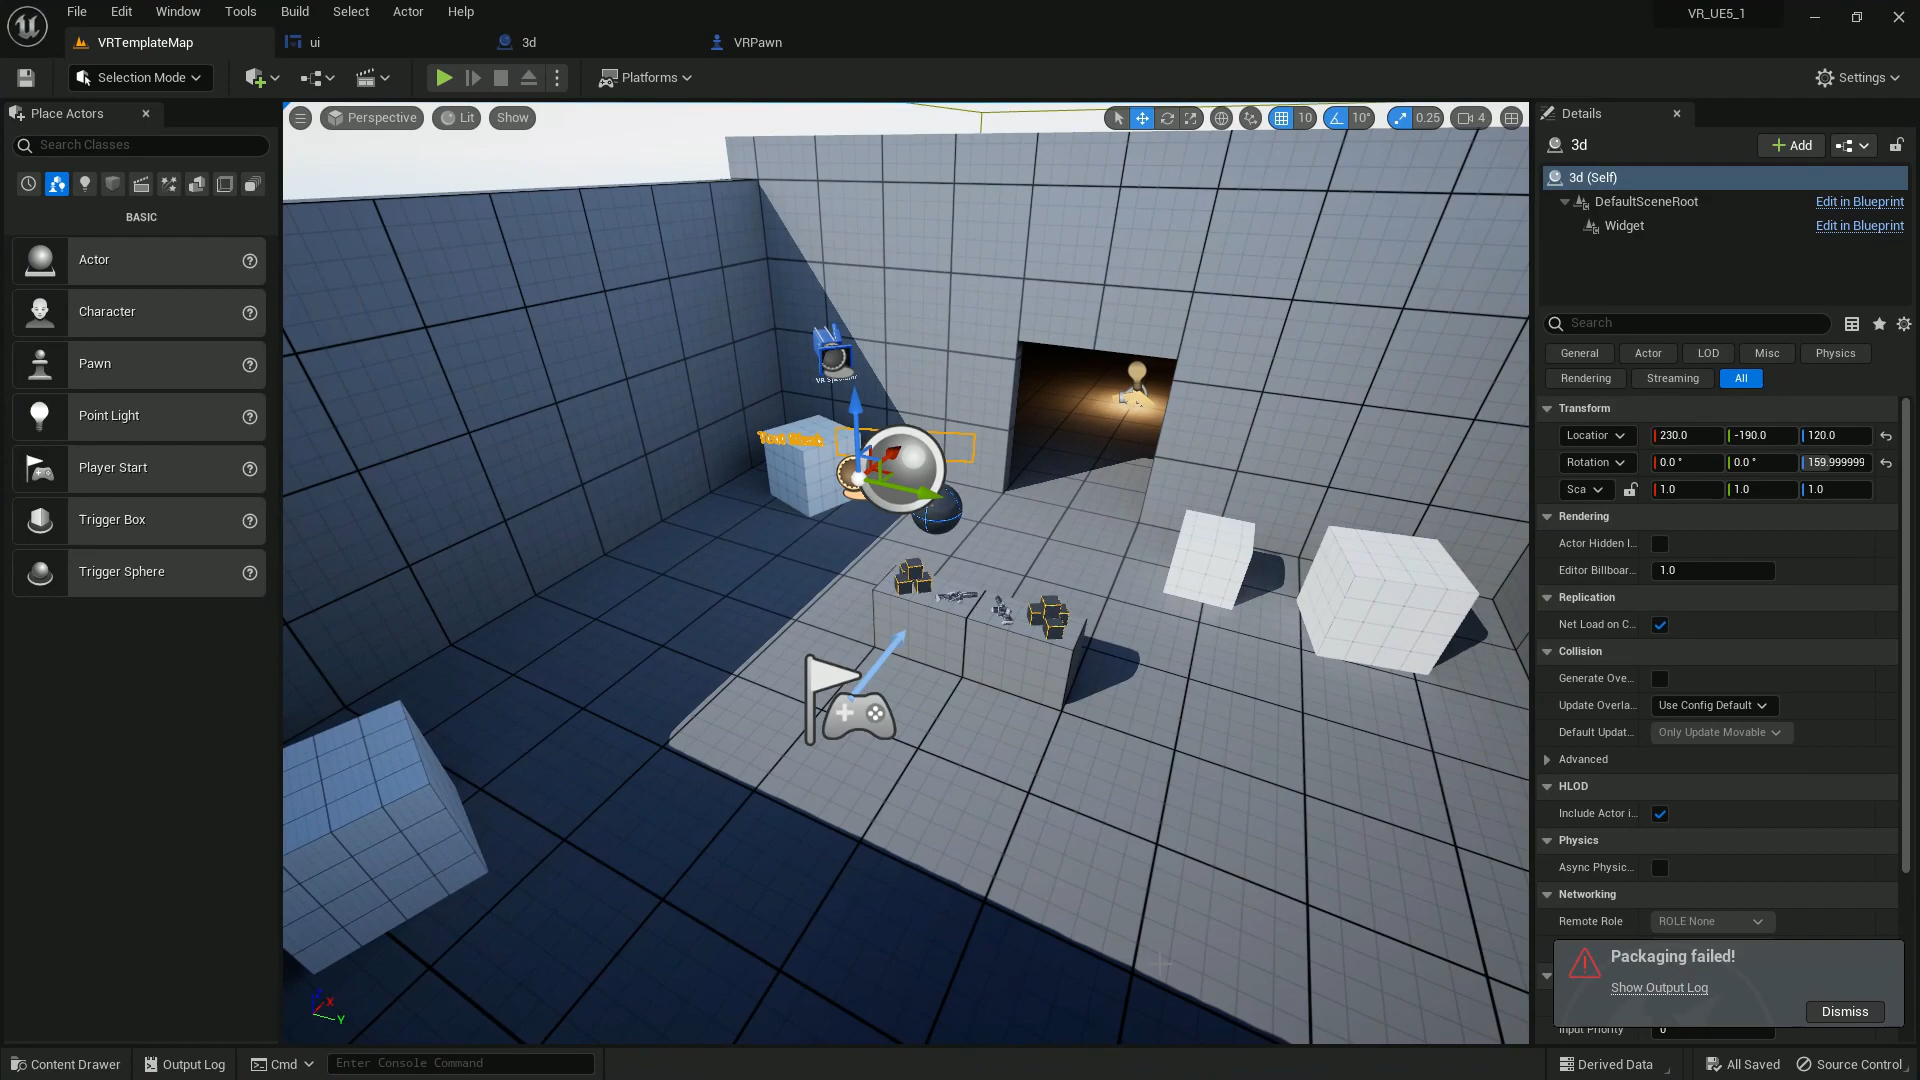 File Edit Window Tools Build Select Actor Help
VR_UE5_1
VRTemplateMap
ui
3d
VRPawn
Selection Mode
Platforms
Settings
Place Actors
Search Classes
BASIC
Actor
Character
Pawn
Point Light
Player Start
Trigger Box
Trigger Sphere
Perspective
Lit
Show
10
10°
0.25
4
Details
3d
Add
3d (Self)
DefaultSceneRoot
Edit in Blueprint
Widget
Edit in Blueprint
Search
General
Actor
LOD
Misc
Physics
Rendering
Streaming
All
Transform
Locatior 230.0 -190.0 120.0
Rotation 0.0 ° 0.0 ° 159.999999
Sca 1.0 1.0 1.0
Rendering
Actor Hidden I...
Editor Billboar... 1.0
Replication
Net Load on C...
Collision
Generate Ove...
Update Overla... Use Config Default
Default Updat... Only Update Movable
Advanced
HLOD
Include Actor i...
Physics
Async Physic...
Networking
Remote Role ROLE None
Packaging failed!
Show Output Log
Dismiss
Input Priority 0
Z
X
Y
Content Drawer
Output Log
Cmd
Enter Console Command
Derived Data
All Saved
Source Control